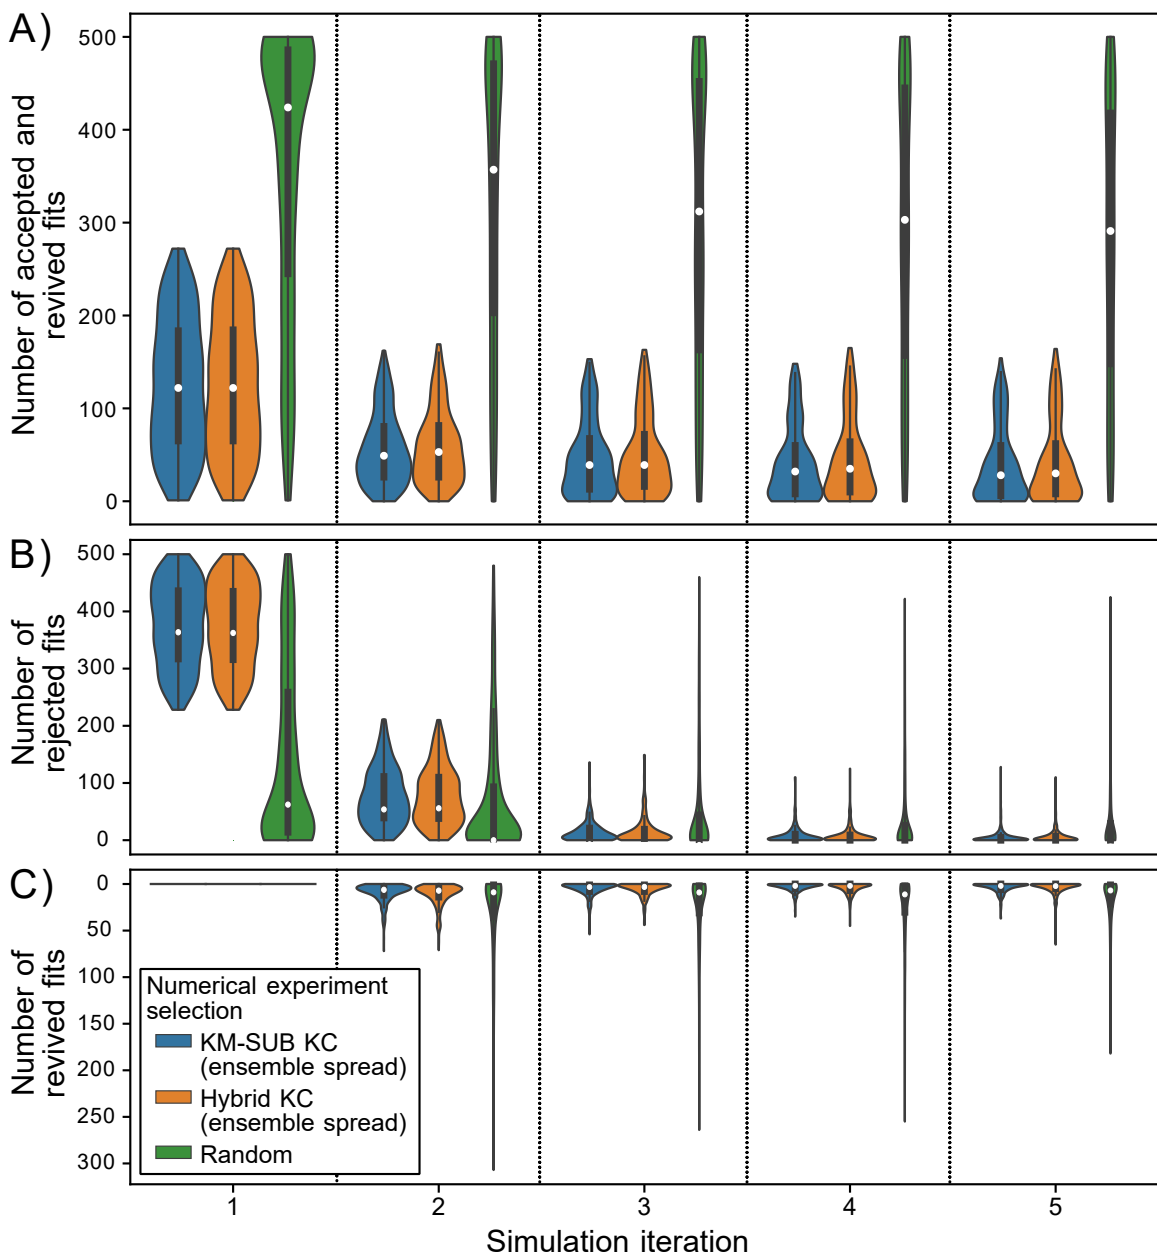 A)
Number of accepted and
revived fits
500
400
300
200
100
0
B)
Number of
rejected fits
500
400
300
200
100
0
C)
Number of
revived fits
0
50
100
150
200
250
300
Numerical experiment
selection
KM-SUB KC
(ensemble spread)
Hybrid KC
(ensemble spread)
Random
1
2
3
4
5
Simulation iteration